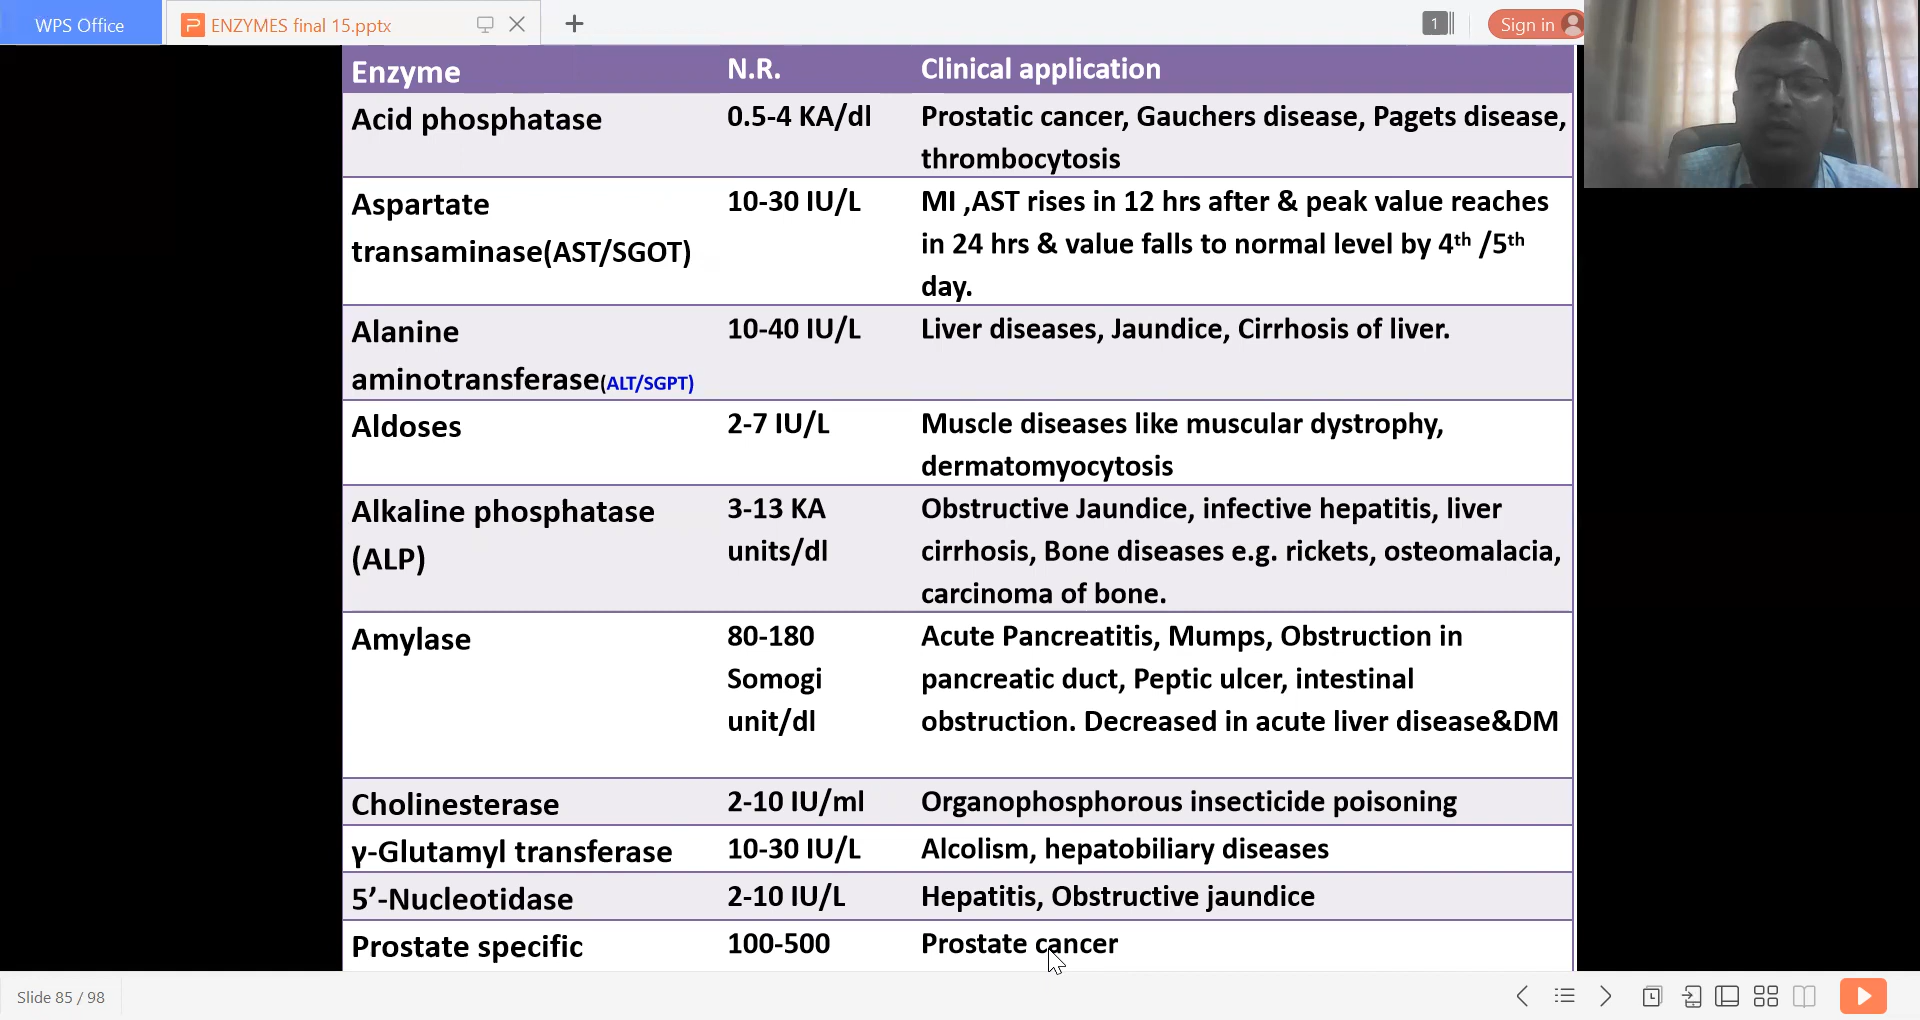 WPS Office
ENZYMES final 15.pptx
1
Sign in
Enzyme N.R. Clinical application
Acid phosphatase 0.5-4 KA/dl Prostatic cancer, Gauchers disease, Pagets disease,
thrombocytosis
Aspartate 10-30 IU/L MI ,AST rises in 12 hrs after & peak value reaches
transaminase(AST/SGOT) in 24 hrs & value falls to normal level by 4th /5th
day.
Alanine 10-40 IU/L Liver diseases, Jaundice, Cirrhosis of liver.
aminotransferase(ALT/SGPT)
Aldoses 2-7 IU/L Muscle diseases like muscular dystrophy,
dermatomyocytosis
Alkaline phosphatase 3-13 KA Obstructive Jaundice, infective hepatitis, liver
(ALP) units/dl cirrhosis, Bone diseases e.g. rickets, osteomalacia,
carcinoma of bone.
Amylase 80-180 Acute Pancreatitis, Mumps, Obstruction in
Somogi pancreatic duct, Peptic ulcer, intestinal
unit/dl obstruction. Decreased in acute liver disease&DM
Cholinesterase 2-10 IU/ml Organophosphorous insecticide poisoning
γ-Glutamyl transferase 10-30 IU/L Alcolism, hepatobiliary diseases
5’-Nucleotidase 2-10 IU/L Hepatitis, Obstructive jaundice
Prostate specific 100-500 Prostate cancer
Slide 85 / 98